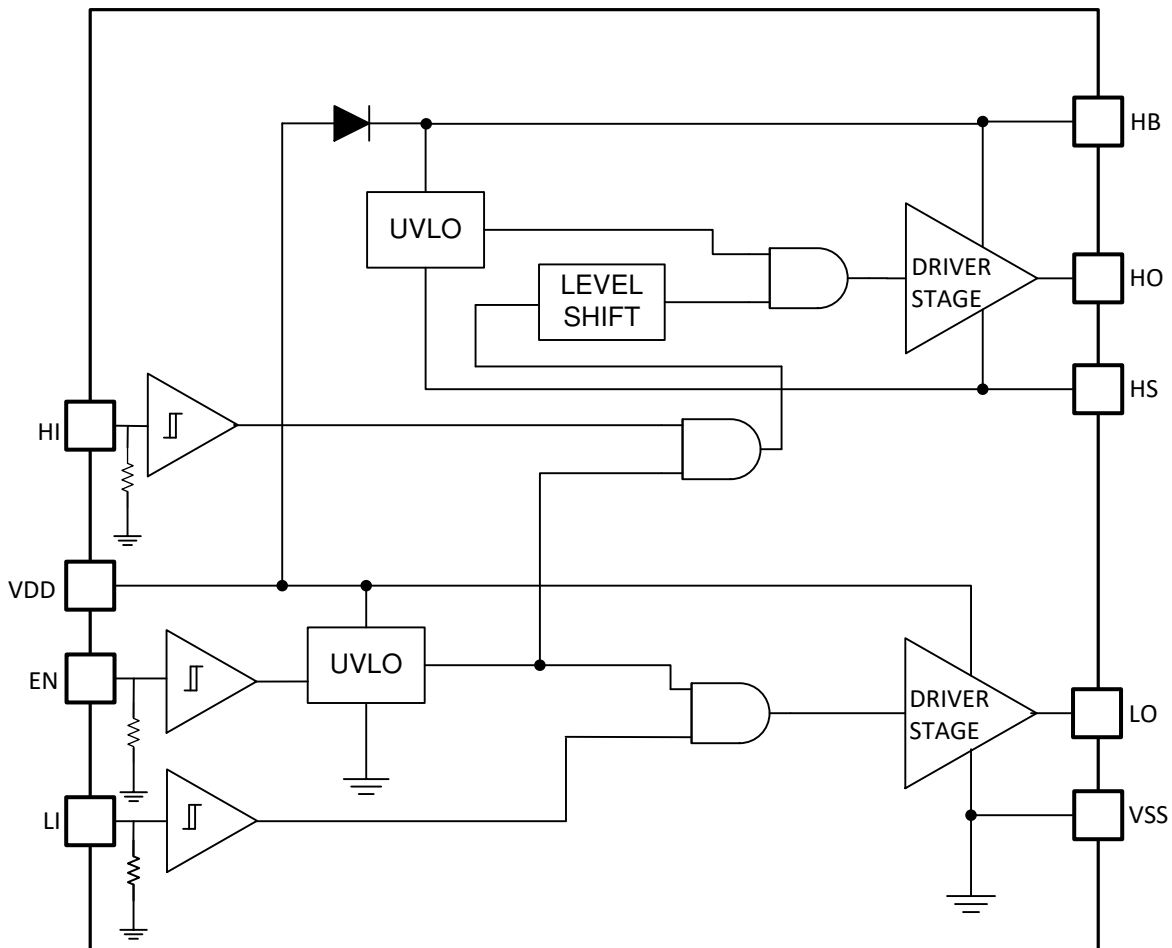 HB
UVLO
DRIVER
STAGE
LEVEL
SHIFT
HO
HS
HI
VDD
EN
UVLO
DRIVER
STAGE
LO
LI
VSS